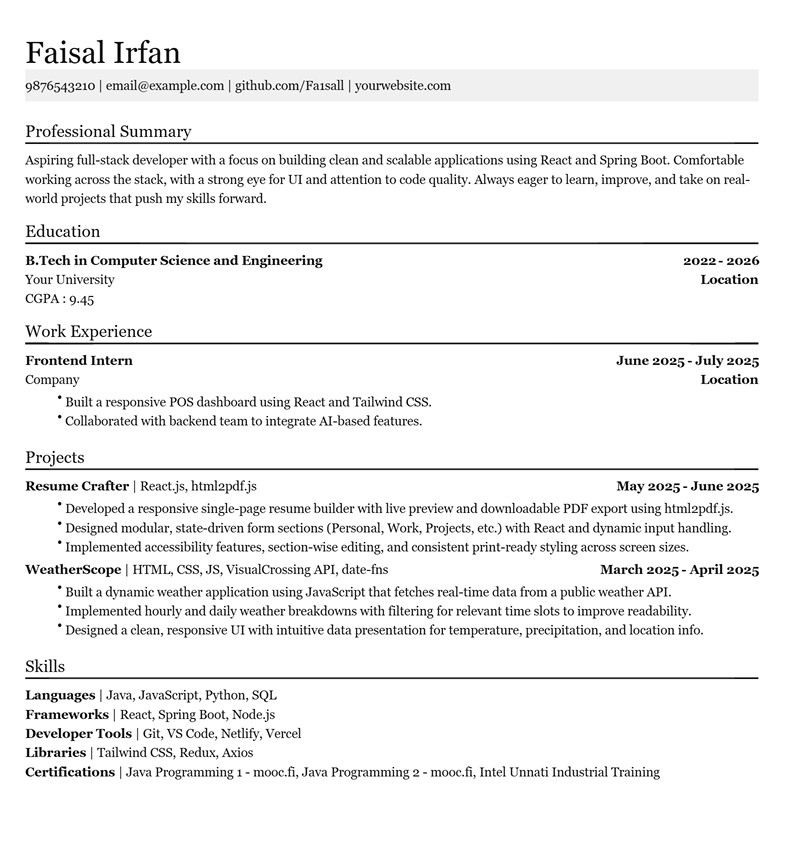 Faisal Irfan
9876543210 | email@example.com | github.com/Fa1sall | yourwebsite.com
Professional Summary
Aspiring full-stack developer with a focus on building clean and scalable applications using React and Spring Boot. Comfortable
working across the stack, with a strong eye for UI and attention to code quality. Always eager to learn, improve, and take on real-
world projects that push my skills forward.
Education
B.Tech in Computer Science and Engineering 2022 - 2026
Your University Location
CGPA : 9.45
Work Experience
Frontend Intern June 2025 - July 2025
Company Location
• Built a responsive POS dashboard using React and Tailwind CSS.
• Collaborated with backend team to integrate AI-based features.
Projects
Resume Crafter | React.js, html2pdf.js May 2025 - June 2025
• Developed a responsive single-page resume builder with live preview and downloadable PDF export using html2pdf.js.
• Designed modular, state-driven form sections (Personal, Work, Projects, etc.) with React and dynamic input handling.
• Implemented accessibility features, section-wise editing, and consistent print-ready styling across screen sizes.
WeatherScope | HTML, CSS, JS, VisualCrossing API, date-fns March 2025 - April 2025
• Built a dynamic weather application using JavaScript that fetches real-time data from a public weather API.
• Implemented hourly and daily weather breakdowns with filtering for relevant time slots to improve readability.
• Designed a clean, responsive UI with intuitive data presentation for temperature, precipitation, and location info.
Skills
Languages | Java, JavaScript, Python, SQL
Frameworks | React, Spring Boot, Node.js
Developer Tools | Git, VS Code, Netlify, Vercel
Libraries | Tailwind CSS, Redux, Axios
Certifications | Java Programming 1 - mooc.fi, Java Programming 2 - mooc.fi, Intel Unnati Industrial Training